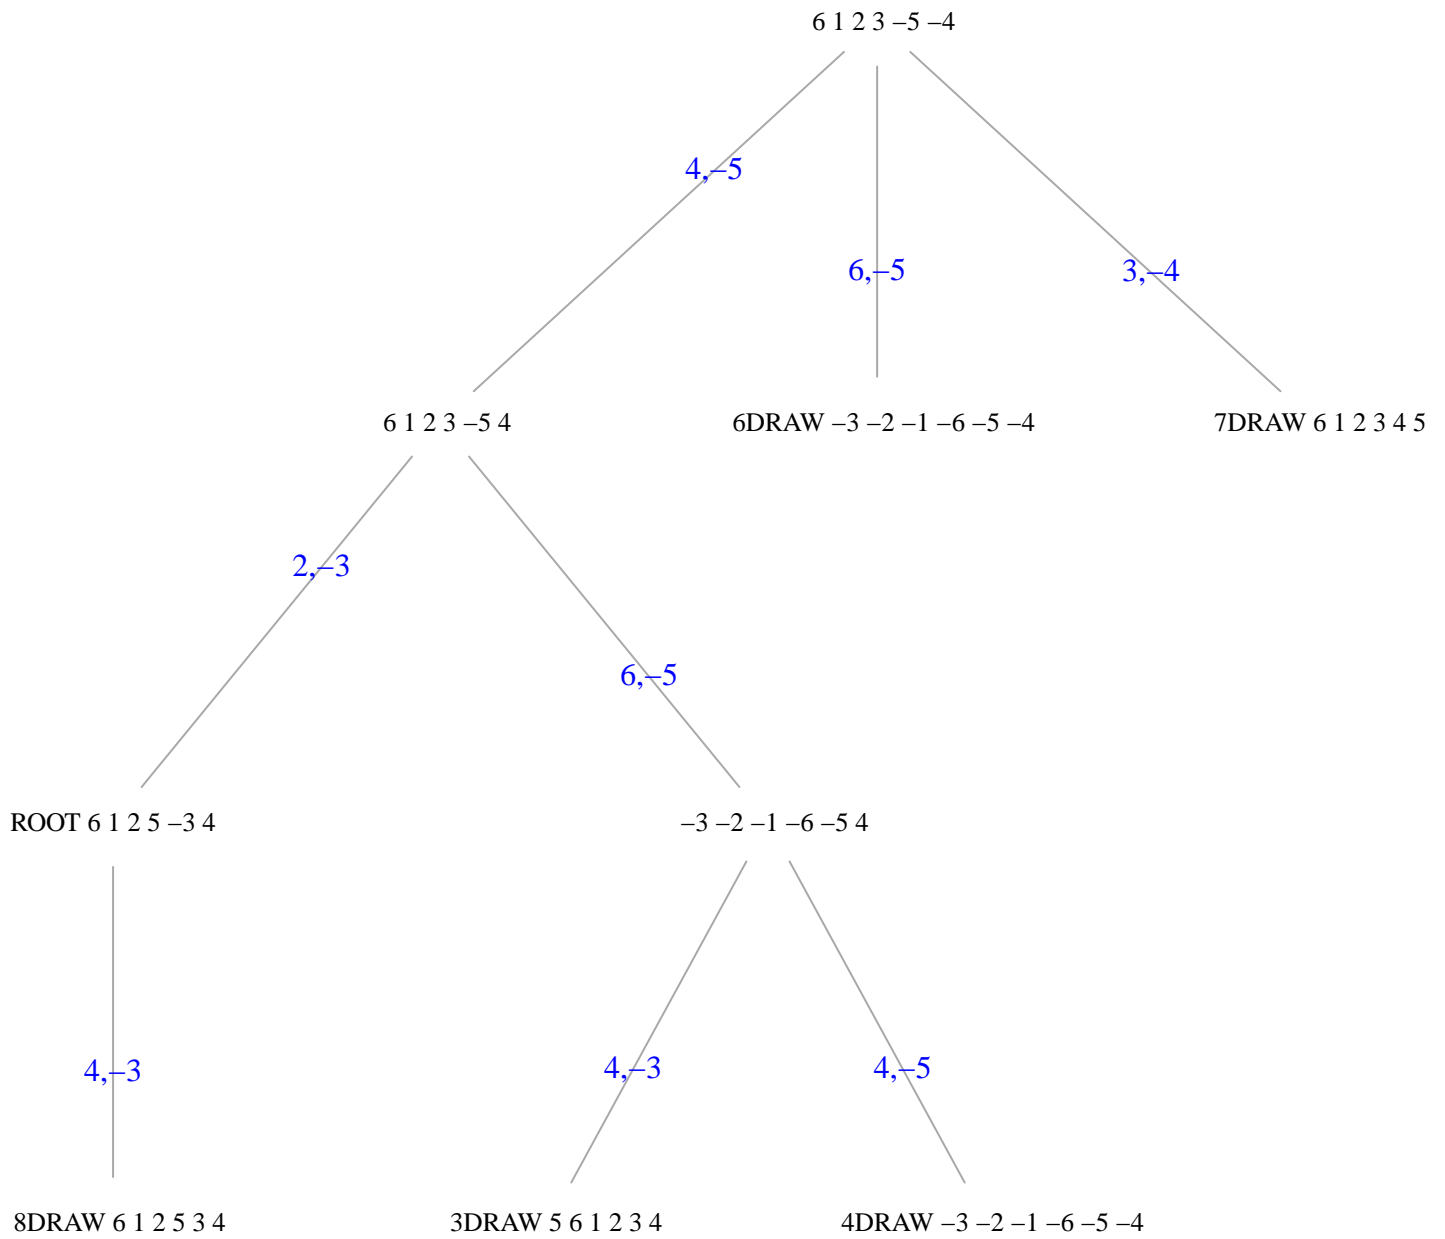 6 1 2 3 –5 –4
4,–5
6,–5
3,–4
6 1 2 3 –5 4
6DRAW –3 –2 –1 –6 –5 –4
7DRAW 6 1 2 3 4 5
2,–3
6,–5
ROOT 6 1 2 5 –3 4
–3 –2 –1 –6 –5 4
4,–3
4,–3
4,–5
8DRAW 6 1 2 5 3 4
3DRAW 5 6 1 2 3 4
4DRAW –3 –2 –1 –6 –5 –4